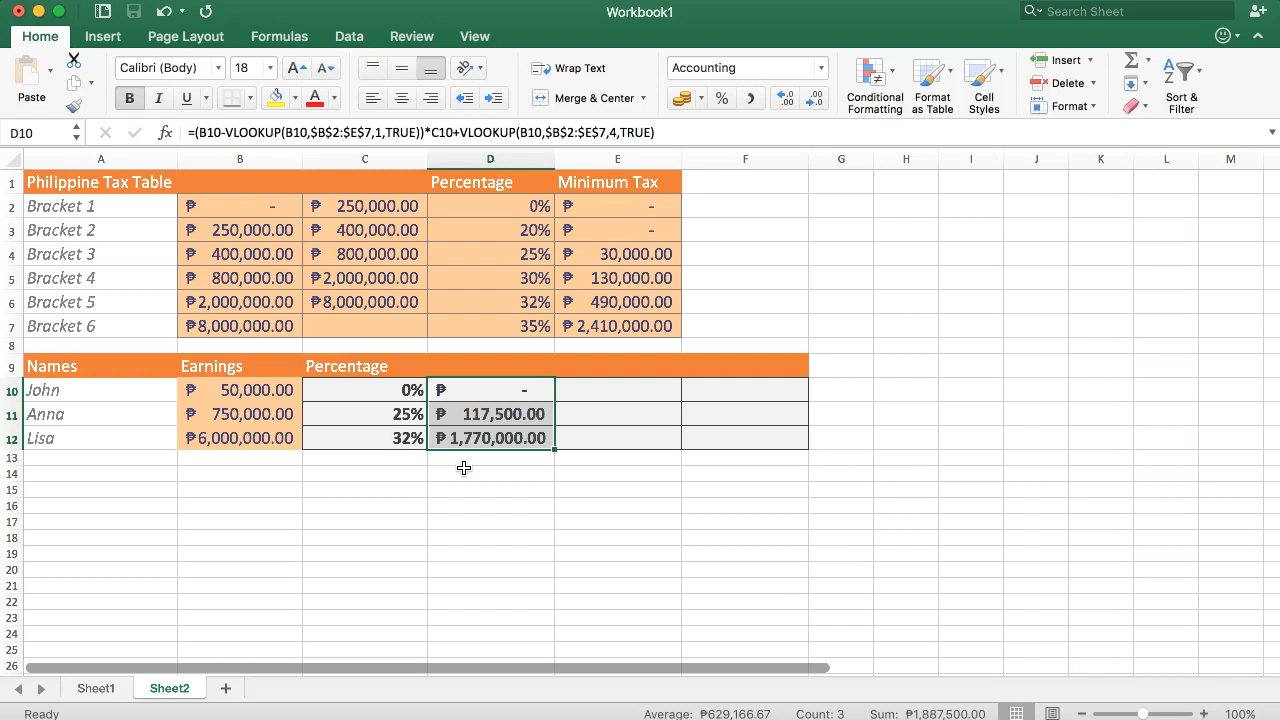 Workbook1
Search Sheet
Home Insert Page Layout Formulas Data Review View
Paste
Calibri (Body) 18 A A
B I U A
Wrap Text
Merge & Center
Accounting
%
Conditional Formatting
Format as Table
Cell Styles
Insert
Delete
Format
Sort & Filter
D10 fx =(B10-VLOOKUP(B10,$B$2:$E$7,1,TRUE))*C10+VLOOKUP(B10,$B$2:$E$7,4,TRUE)
A B C D E F G H I J K L M
1 Philippine Tax Table Percentage Minimum Tax
2 Bracket 1 ₱ - ₱ 250,000.00 0% ₱ -
3 Bracket 2 ₱ 250,000.00 ₱ 400,000.00 20% ₱ -
4 Bracket 3 ₱ 400,000.00 ₱ 800,000.00 25% ₱ 30,000.00
5 Bracket 4 ₱ 800,000.00 ₱2,000,000.00 30% ₱ 130,000.00
6 Bracket 5 ₱2,000,000.00 ₱8,000,000.00 32% ₱ 490,000.00
7 Bracket 6 ₱8,000,000.00 35% ₱ 2,410,000.00
8
9 Names Earnings Percentage
10 John ₱ 50,000.00 0% ₱ -
11 Anna ₱ 750,000.00 25% ₱ 117,500.00
12 Lisa ₱6,000,000.00 32% ₱ 1,770,000.00
13
14
15
16
17
18
19
20
21
22
23
24
25
26
Sheet1 Sheet2 +
Ready Average: ₱629,166.67 Count: 3 Sum: ₱1,887,500.00 100%